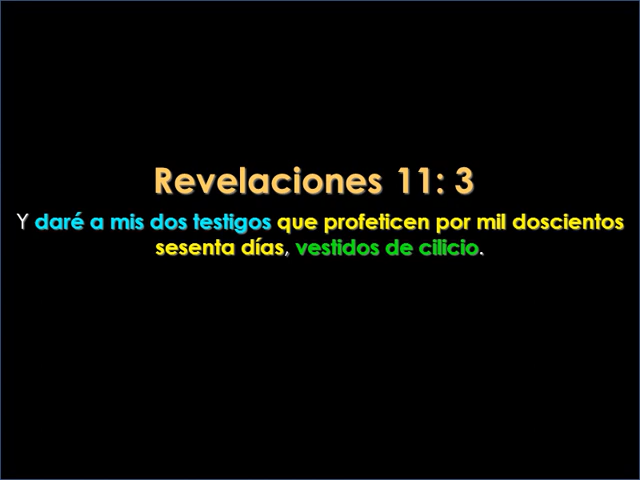 Revelaciones 11: 3
Y daré a mis dos testigos que profeticen por mil doscientos
sesenta días, vestidos de cilicio.